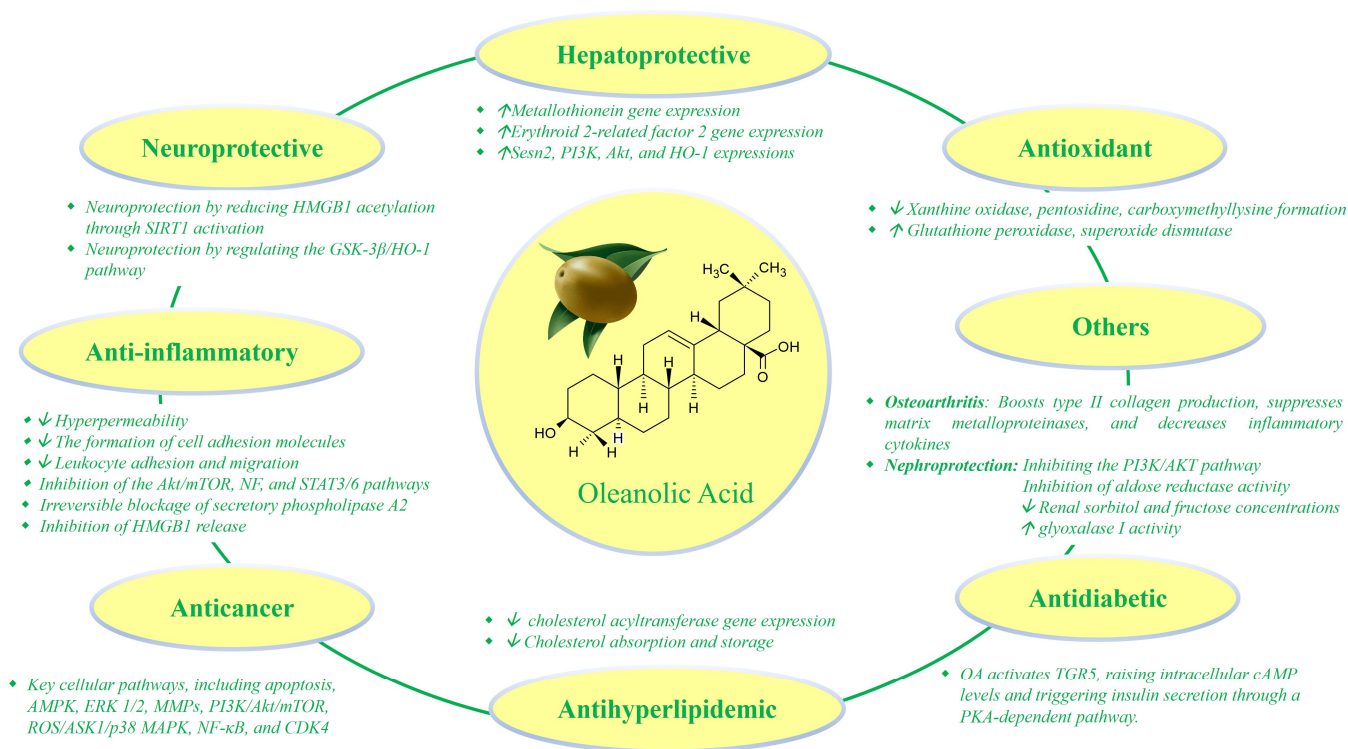 Hepatoprotective
◆ ↑Metallothionein gene expression
◆ ↑Erythroid 2-related factor 2 gene expression
◆ ↑Sesn2, PI3K, Akt, and HO-1 expressions
Neuroprotective
◆ Neuroprotection by reducing HMGB1 acetylation
through SIRT1 activation
◆ Neuroprotection by regulating the GSK-3β/HO-1
pathway
Antioxidant
◆ ↓ Xanthine oxidase, pentosidine, carboxymethyllysine formation
◆ ↑ Glutathione peroxidase, superoxide dismutase
Anti-inflammatory
◆ ↓ Hyperpermeability
◆ ↓ The formation of cell adhesion molecules
◆ ↓ Leukocyte adhesion and migration
◆ Inhibition of the Akt/mTOR, NF, and STAT3/6 pathways
◆ Irreversible blockage of secretory phospholipase A2
◆ Inhibition of HMGB1 release
H₃C CH₃
H
OH
O
H H
H H
HO H
H H
Oleanolic Acid
Others
◆ Osteoarthritis: Boosts type II collagen production, suppresses
matrix metalloproteinases, and decreases inflammatory
cytokines
◆ Nephroprotection: Inhibiting the PI3K/AKT pathway
Inhibition of aldose reductase activity
↓ Renal sorbitol and fructose concentrations
↑ glyoxalase I activity
Anticancer
◆ Key cellular pathways, including apoptosis,
AMPK, ERK 1/2, MMPs, PI3K/Akt/mTOR,
ROS/ASK1/p38 MAPK, NF-κB, and CDK4
◆ ↓ cholesterol acyltransferase gene expression
◆ ↓ Cholesterol absorption and storage
Antihyperlipidemic
Antidiabetic
◆ OA activates TGR5, raising intracellular cAMP
levels and triggering insulin secretion through a
PKA-dependent pathway.